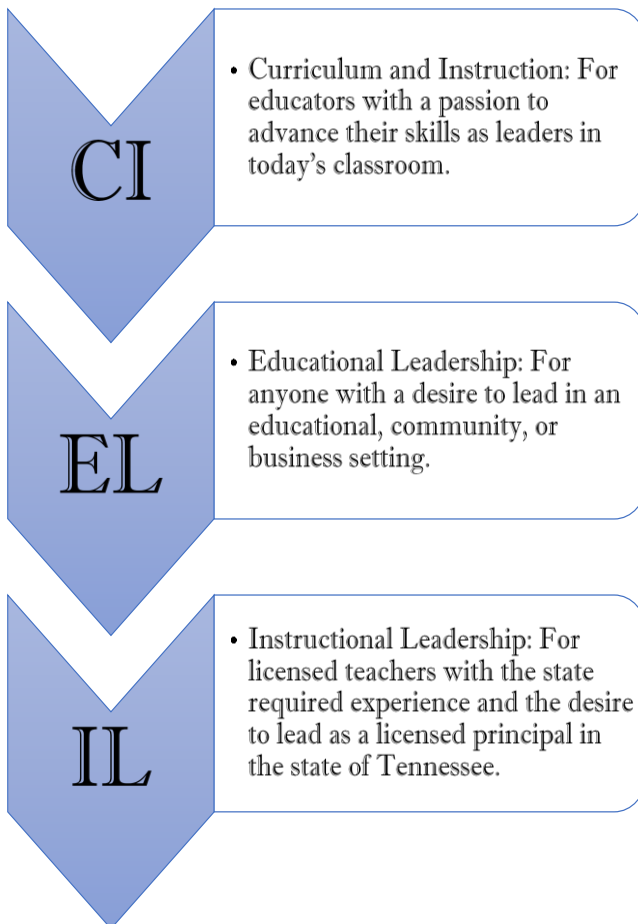 CI
• Curriculum and Instruction: For
educators with a passion to
advance their skills as leaders in
today’s classroom.
EL
• Educational Leadership: For
anyone with a desire to lead in an
educational, community, or
business setting.
IL
• Instructional Leadership: For
licensed teachers with the state
required experience and the desire
to lead as a licensed principal in
the state of Tennessee.